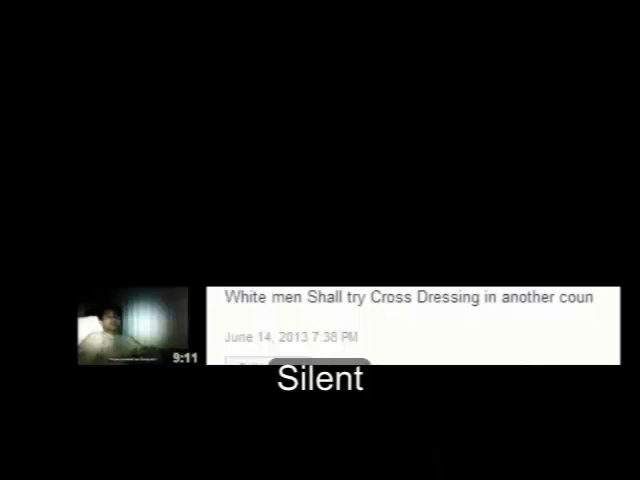 White men Shall try Cross Dressing in another coun
June 14, 2013 7:38 PM
9:11
Silent